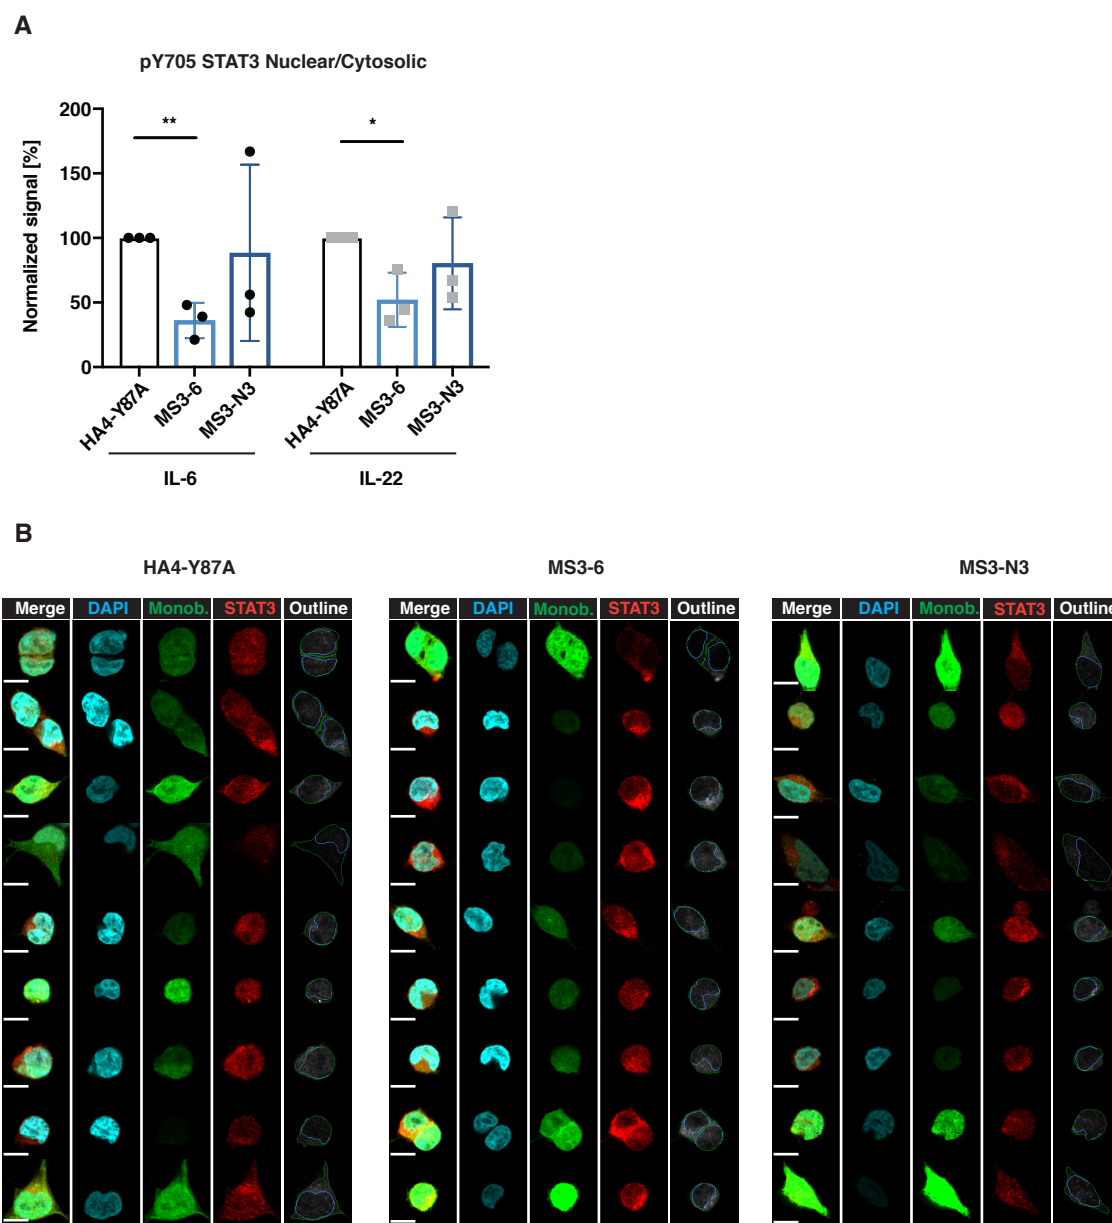 A
pY705 STAT3 Nuclear/Cytosolic
Normalized signal [%]
200
150
100
50
0
** *
HA4-Y87A MS3-6 MS3-N3 HA4-Y87A MS3-6 MS3-N3
IL-6 IL-22
B
HA4-Y87A MS3-6 MS3-N3
Merge DAPI Monob. STAT3 Outline Merge DAPI Monob. STAT3 Outline Merge DAPI Monob. STAT3 Outline